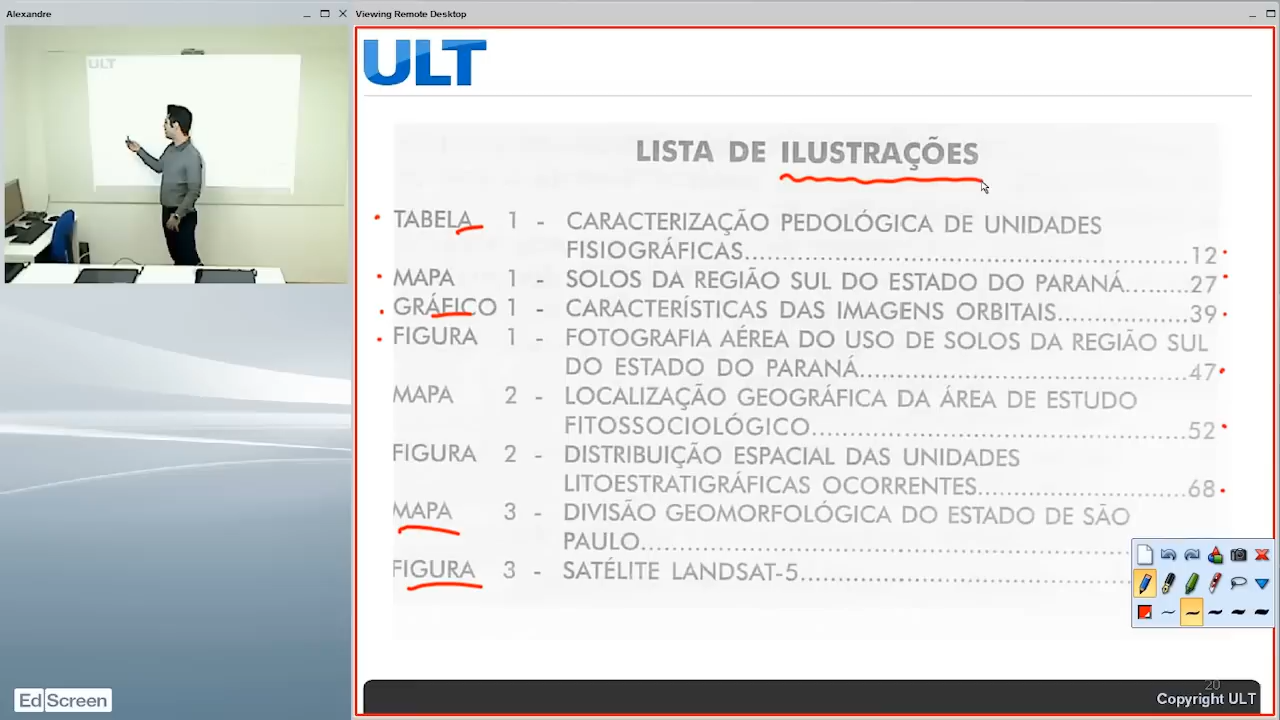 Alexandre
Viewing Remote Desktop
ULT
ULT
LISTA DE ILUSTRAÇÕES
TABELA 1 - CARACTERIZAÇÃO PEDOLÓGICA DE UNIDADES
FISIOGRÁFICAS........................................................12
MAPA 1 - SOLOS DA REGIÃO SUL DO ESTADO DO PARANÁ.........27
GRÁFICO 1 - CARACTERÍSTICAS DAS IMAGENS ORBITAIS..................39
FIGURA 1 - FOTOGRAFIA AÉREA DO USO DE SOLOS DA REGIÃO SUL
DO ESTADO DO PARANÁ..........................................47
MAPA 2 - LOCALIZAÇÃO GEOGRÁFICA DA ÁREA DE ESTUDO
FITOSSOCIOLÓGICO................................................52
FIGURA 2 - DISTRIBUIÇÃO ESPACIAL DAS UNIDADES
LITOESTRATIGRÁFICAS OCORRENTES...........................68
MAPA 3 - DIVISÃO GEOMORFOLÓGICA DO ESTADO DE SÃO
PAULO...............................................................
FIGURA 3 - SATÉLITE LANDSAT-5..........................................
20
Copyright ULT
Ed Screen